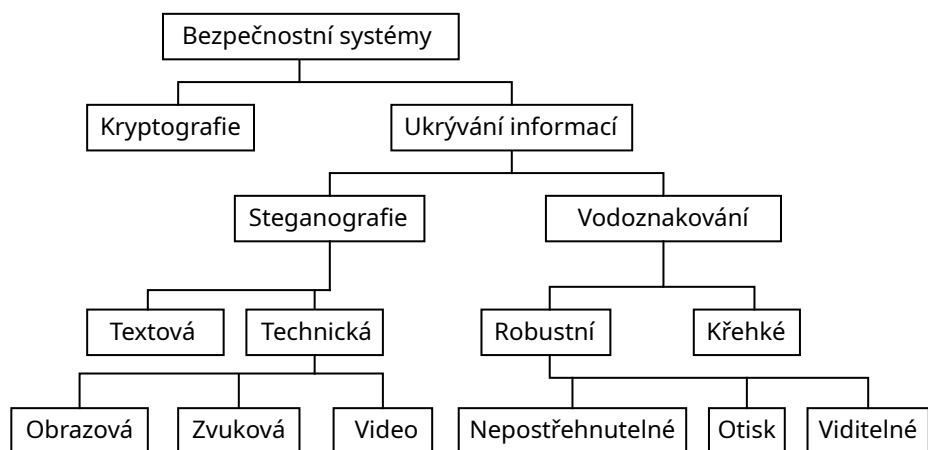 Bezpečnostní systémy
Kryptografie
Ukrývání informací
Steganografie
Vodoznakování
Textová
Technická
Robustní
Křehké
Obrazová
Zvuková
Video
Nepostřehnutelné
Otisk
Viditelné